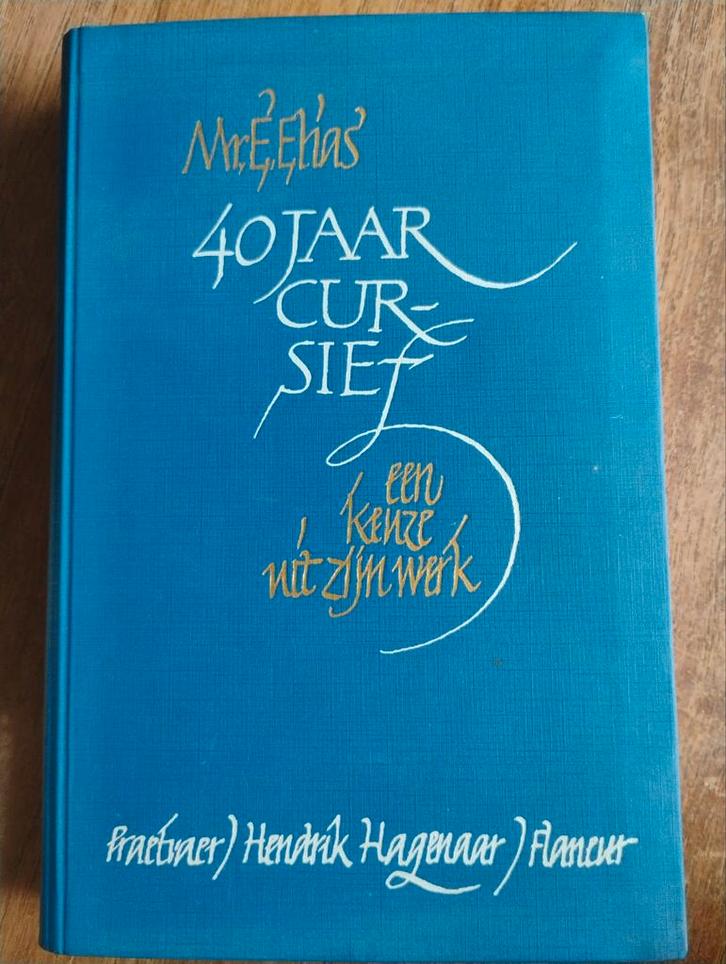 Mr. E. Elias
40 JAAR
CUR-
SIEF
een
keuze
uit zijn werk
Praetvaer / Hendrik Hagenaar / Flaneur